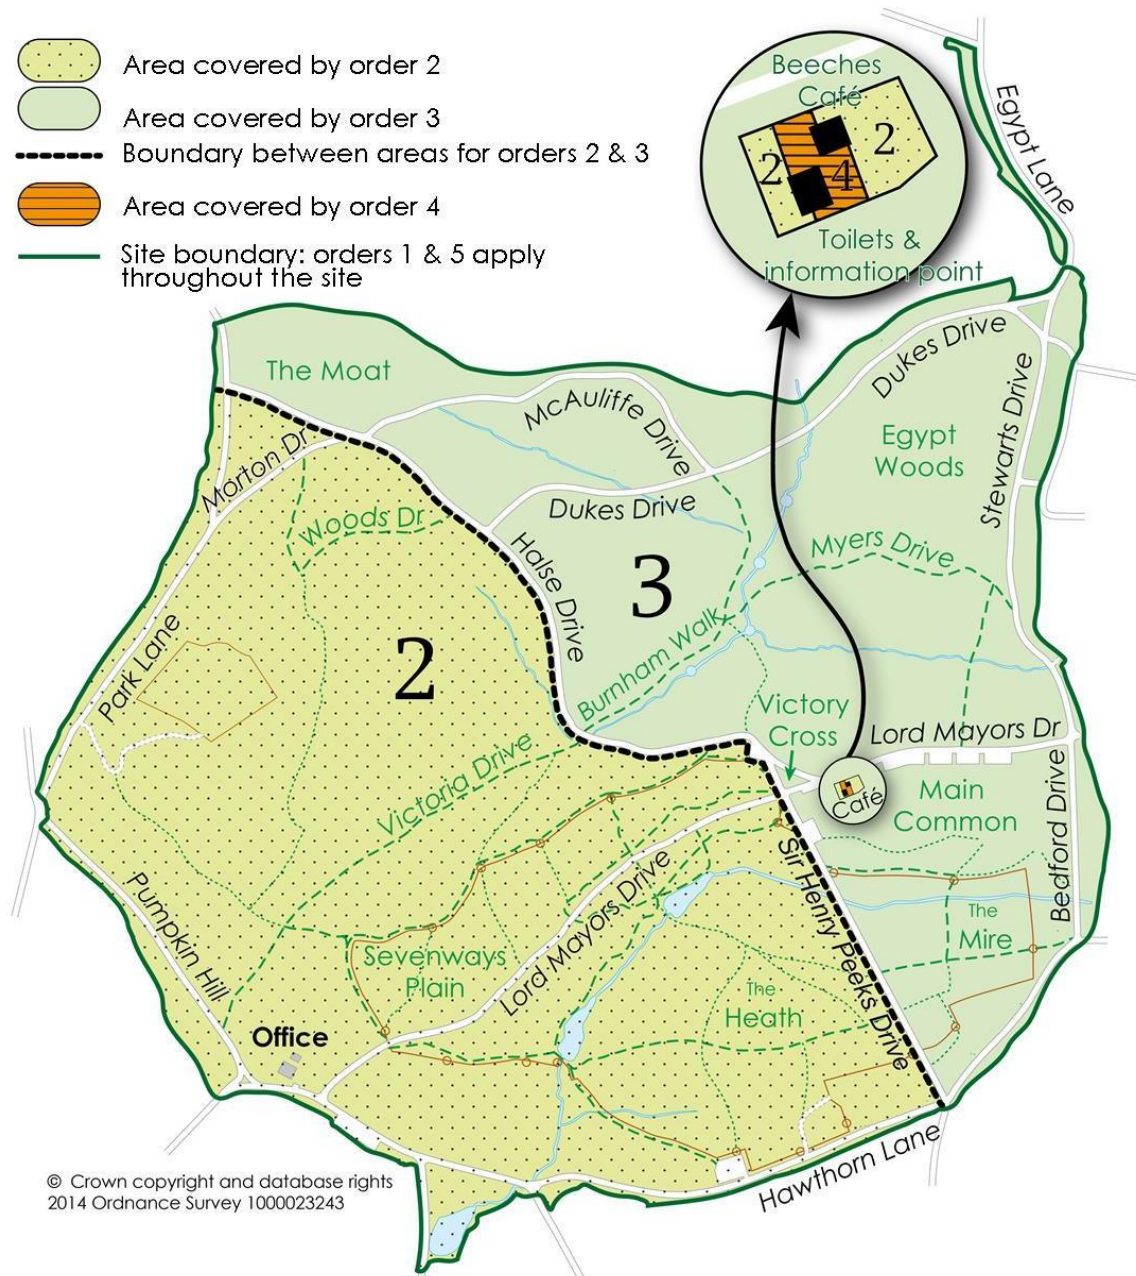 Area covered by order 2
Area covered by order 3
Boundary between areas for orders 2 & 3
Area covered by order 4
Site boundary: orders 1 & 5 apply
throughout the site
Beeches
Café
2
2
4
Toilets &
information point
Egypt Lane
The Moat
McAuliffe Drive
Dukes Drive
Egypt
Woods
Stewarts Drive
Morton Dr
Woods Dr
Dukes Drive
Halse Drive
3
Myers Drive
2
Burnham Walk
Park Lane
Victory
Cross
Lord Mayors Dr
Victoria Drive
Café
Main
Common
Bedford Drive
Sir Henry Peeks Drive
Pumpkin Hill
Lord Mayors Drive
The
Mire
Sevenways
Plain
The
Heath
Office
Hawthorn Lane
© Crown copyright and database rights
2014 Ordnance Survey 1000023243